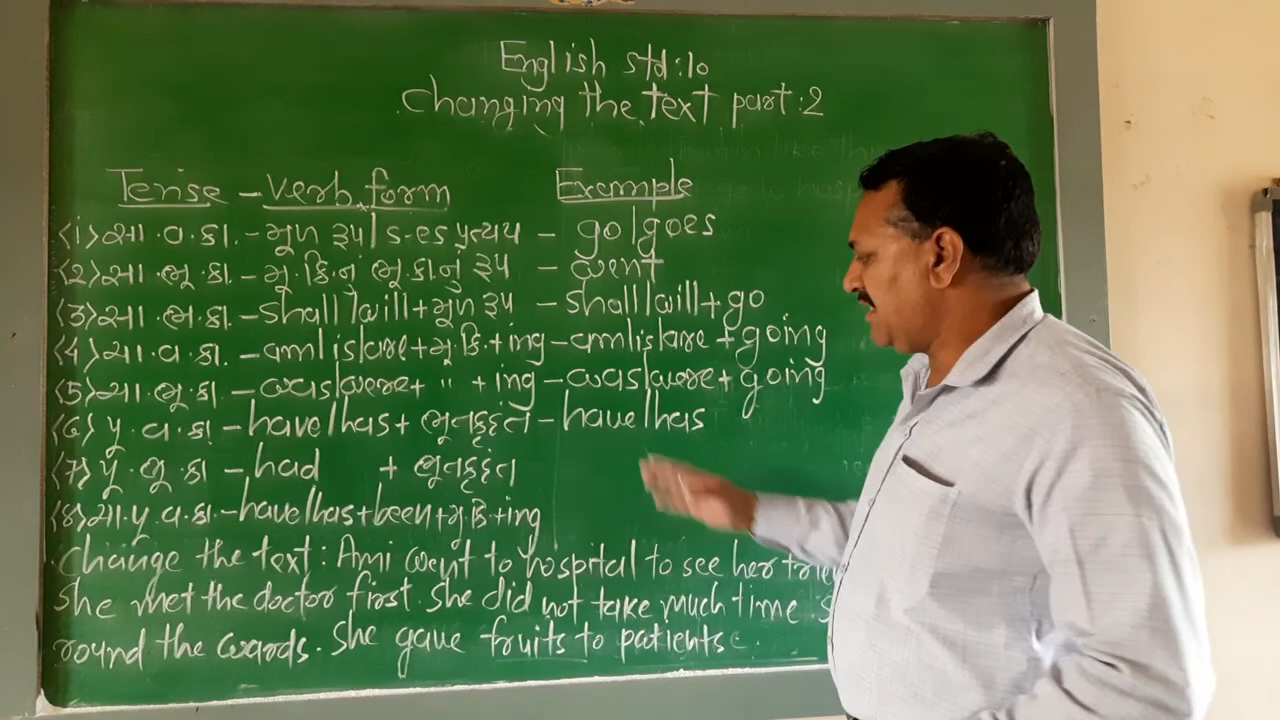 English std:10
Changing the text part:2
Tense - Verb form Example
<1> સા.વ.કા. - મૂળ રૂપ/s-es પ્રત્યય - go/goes
<2> સા.ભૂ.કા. - મુ.ક્રિ.નું ભૂ.કાનું રૂપ - went
<3> સા.ભ.કા. - shall/will + મૂળ રૂપ - shall/will + go
<4> ચા.વ.કા. - am/is/are + મુ.ક્રિ. + ing - am/is/are + going
<5> ચા.ભૂ.કા. - was/were + " + ing - was/were + going
<6> પૂ.વ.કા - have/has + ભૂતકૃદંત - have/has
<7> પૂ.ભૂ.કા - had + ભૂતકૃદંત
<8> ચા.પૂ.વ.કા. - have/has + been + મુ.ક્રિ + ing
Change the text: Ami went to hospital to see her
She met the doctor first. She did not take much time
round the wards. She gave fruits to patients